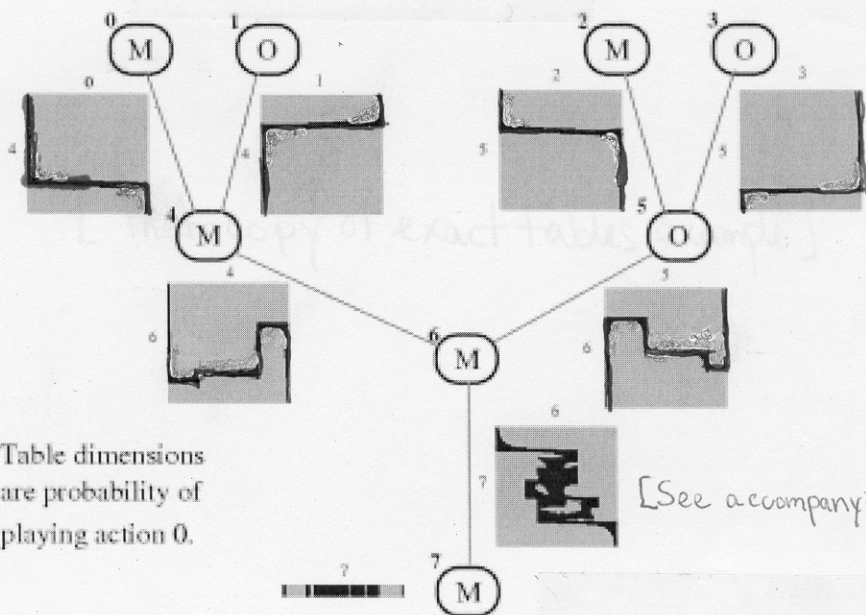 0 1 2 3
M O M O
0 1 2 3
4 4 5 5
4 5
M O
4 5
6 6
6
M
6
7
Table dimensions
are probability of
playing action 0.
[See accompany
7
7
M